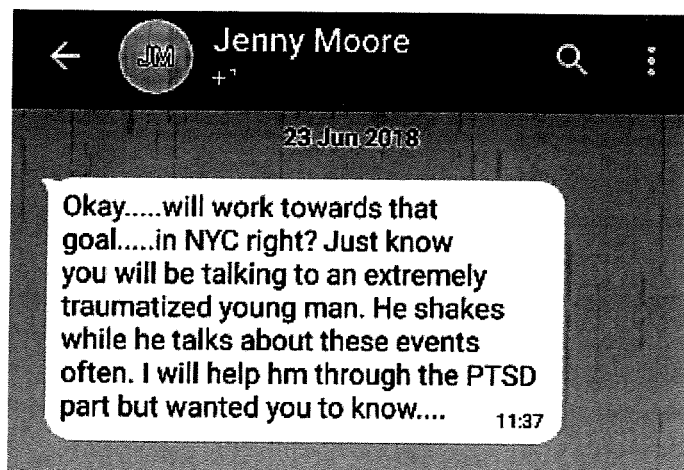 JM
Jenny Moore
23 Jun 2018
Okay.....will work towards that
goal.....in NYC right? Just know
you will be talking to an extremely
traumatized young man. He shakes
while he talks about these events
often. I will help hm through the PTSD
part but wanted you to know....
11:37